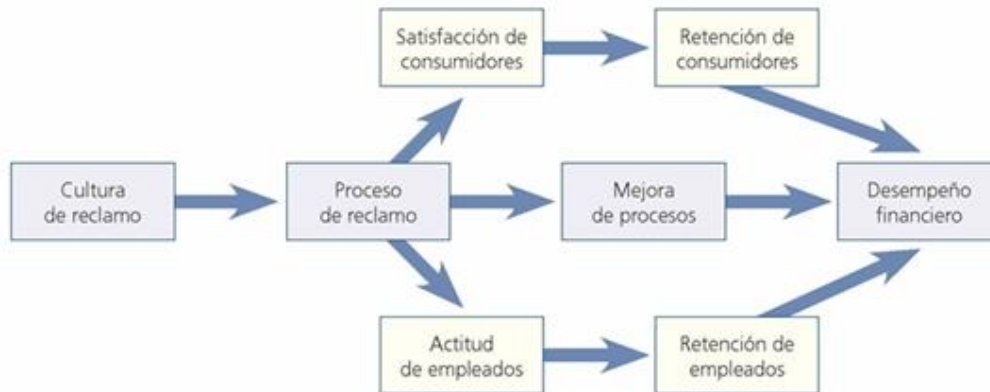 Satisfacción de
consumidores
Retención de
consumidores
Cultura
de reclamo
Proceso
de reclamo
Mejora
de procesos
Desempeño
financiero
Actitud
de empleados
Retención de
empleados